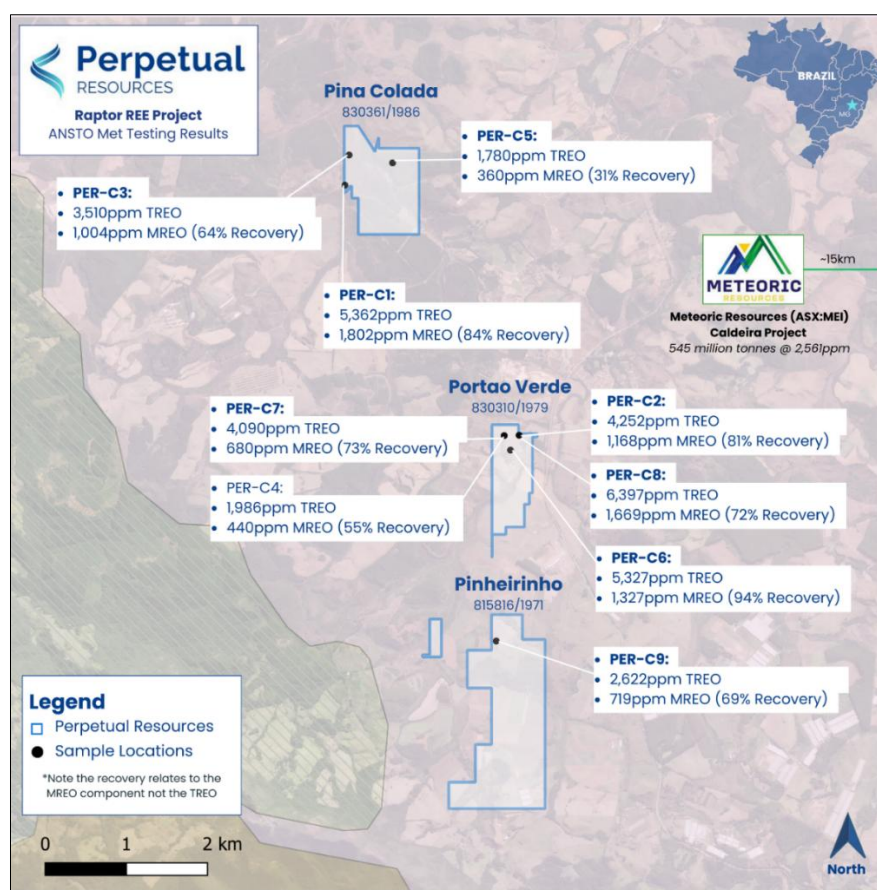 Perpetual
RESOURCES
Raptor REE Project
ANSTO Met Testing Results
BRAZIL
MG
Pina Colada
830361/1986
• PER-C5:
• 1,780ppm TREO
• 360ppm MREO (31% Recovery)
• PER-C3:
• 3,510ppm TREO
• 1,004ppm MREO (64% Recovery)
• PER-C1:
• 5,362ppm TREO
• 1,802ppm MREO (84% Recovery)
METEORIC
RESOURCES
~15km
Meteoric Resources (ASX:MEI)
Caldeira Project
545 million tonnes @ 2,561ppm
Portao Verde
830310/1979
• PER-C7:
• 4,090ppm TREO
• 680ppm MREO (73% Recovery)
• PER-C2:
• 4,252ppm TREO
• 1,168ppm MREO (81% Recovery)
• PER-C4:
• 1,986ppm TREO
• 440ppm MREO (55% Recovery)
• PER-C8:
• 6,397ppm TREO
• 1,669ppm MREO (72% Recovery)
• PER-C6:
• 5,327ppm TREO
• 1,327ppm MREO (94% Recovery)
Pinheirinho
815816/1971
• PER-C9:
• 2,622ppm TREO
• 719ppm MREO (69% Recovery)
Legend
Perpetual Resources
Sample Locations
*Note the recovery relates to the
MREO component not the TREO
0 1 2 km
North